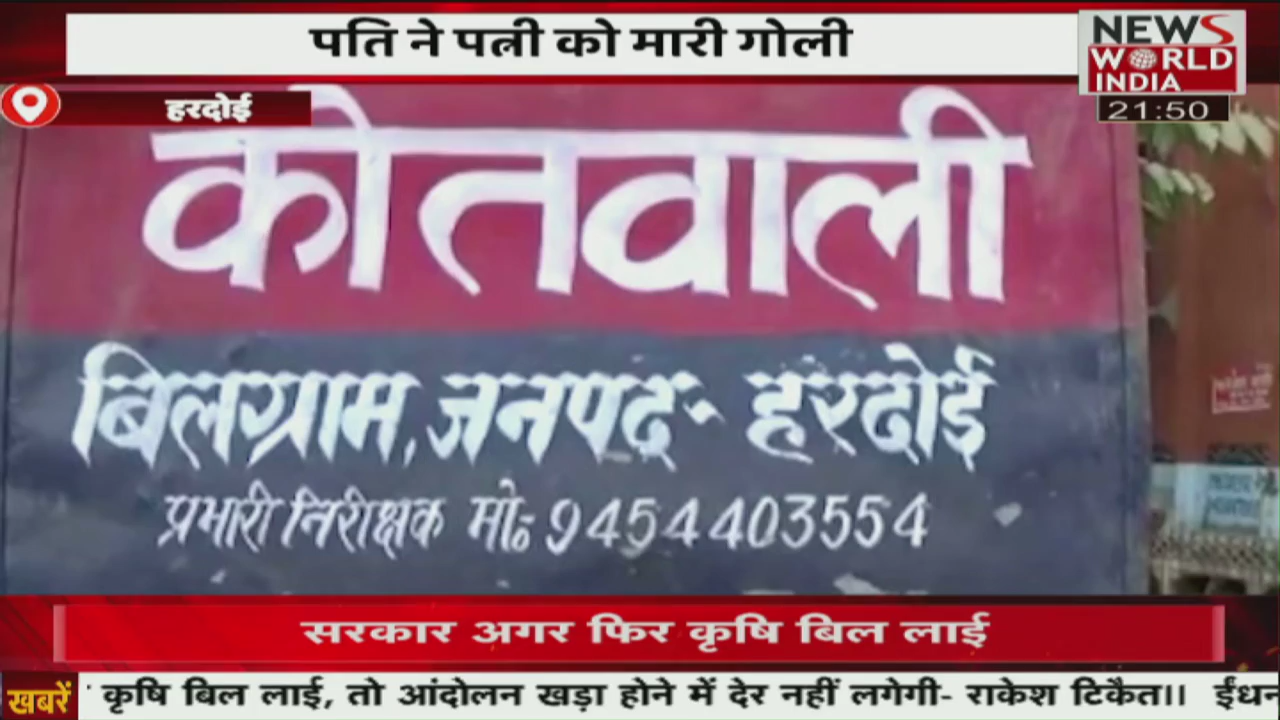 पति ने पत्नी को मारी गोली
NEWS
WORLD
INDIA
21:50
हरदोई
कोतवाली
बिलग्राम, जनपद- हरदोई
प्रभारी निरीक्षक मो० 9454403554
सरकार अगर फिर कृषि बिल लाई
खबरें कृषि बिल लाई, तो आंदोलन खड़ा होने में देर नहीं लगेगी- राकेश टिकैत।। ईंधन